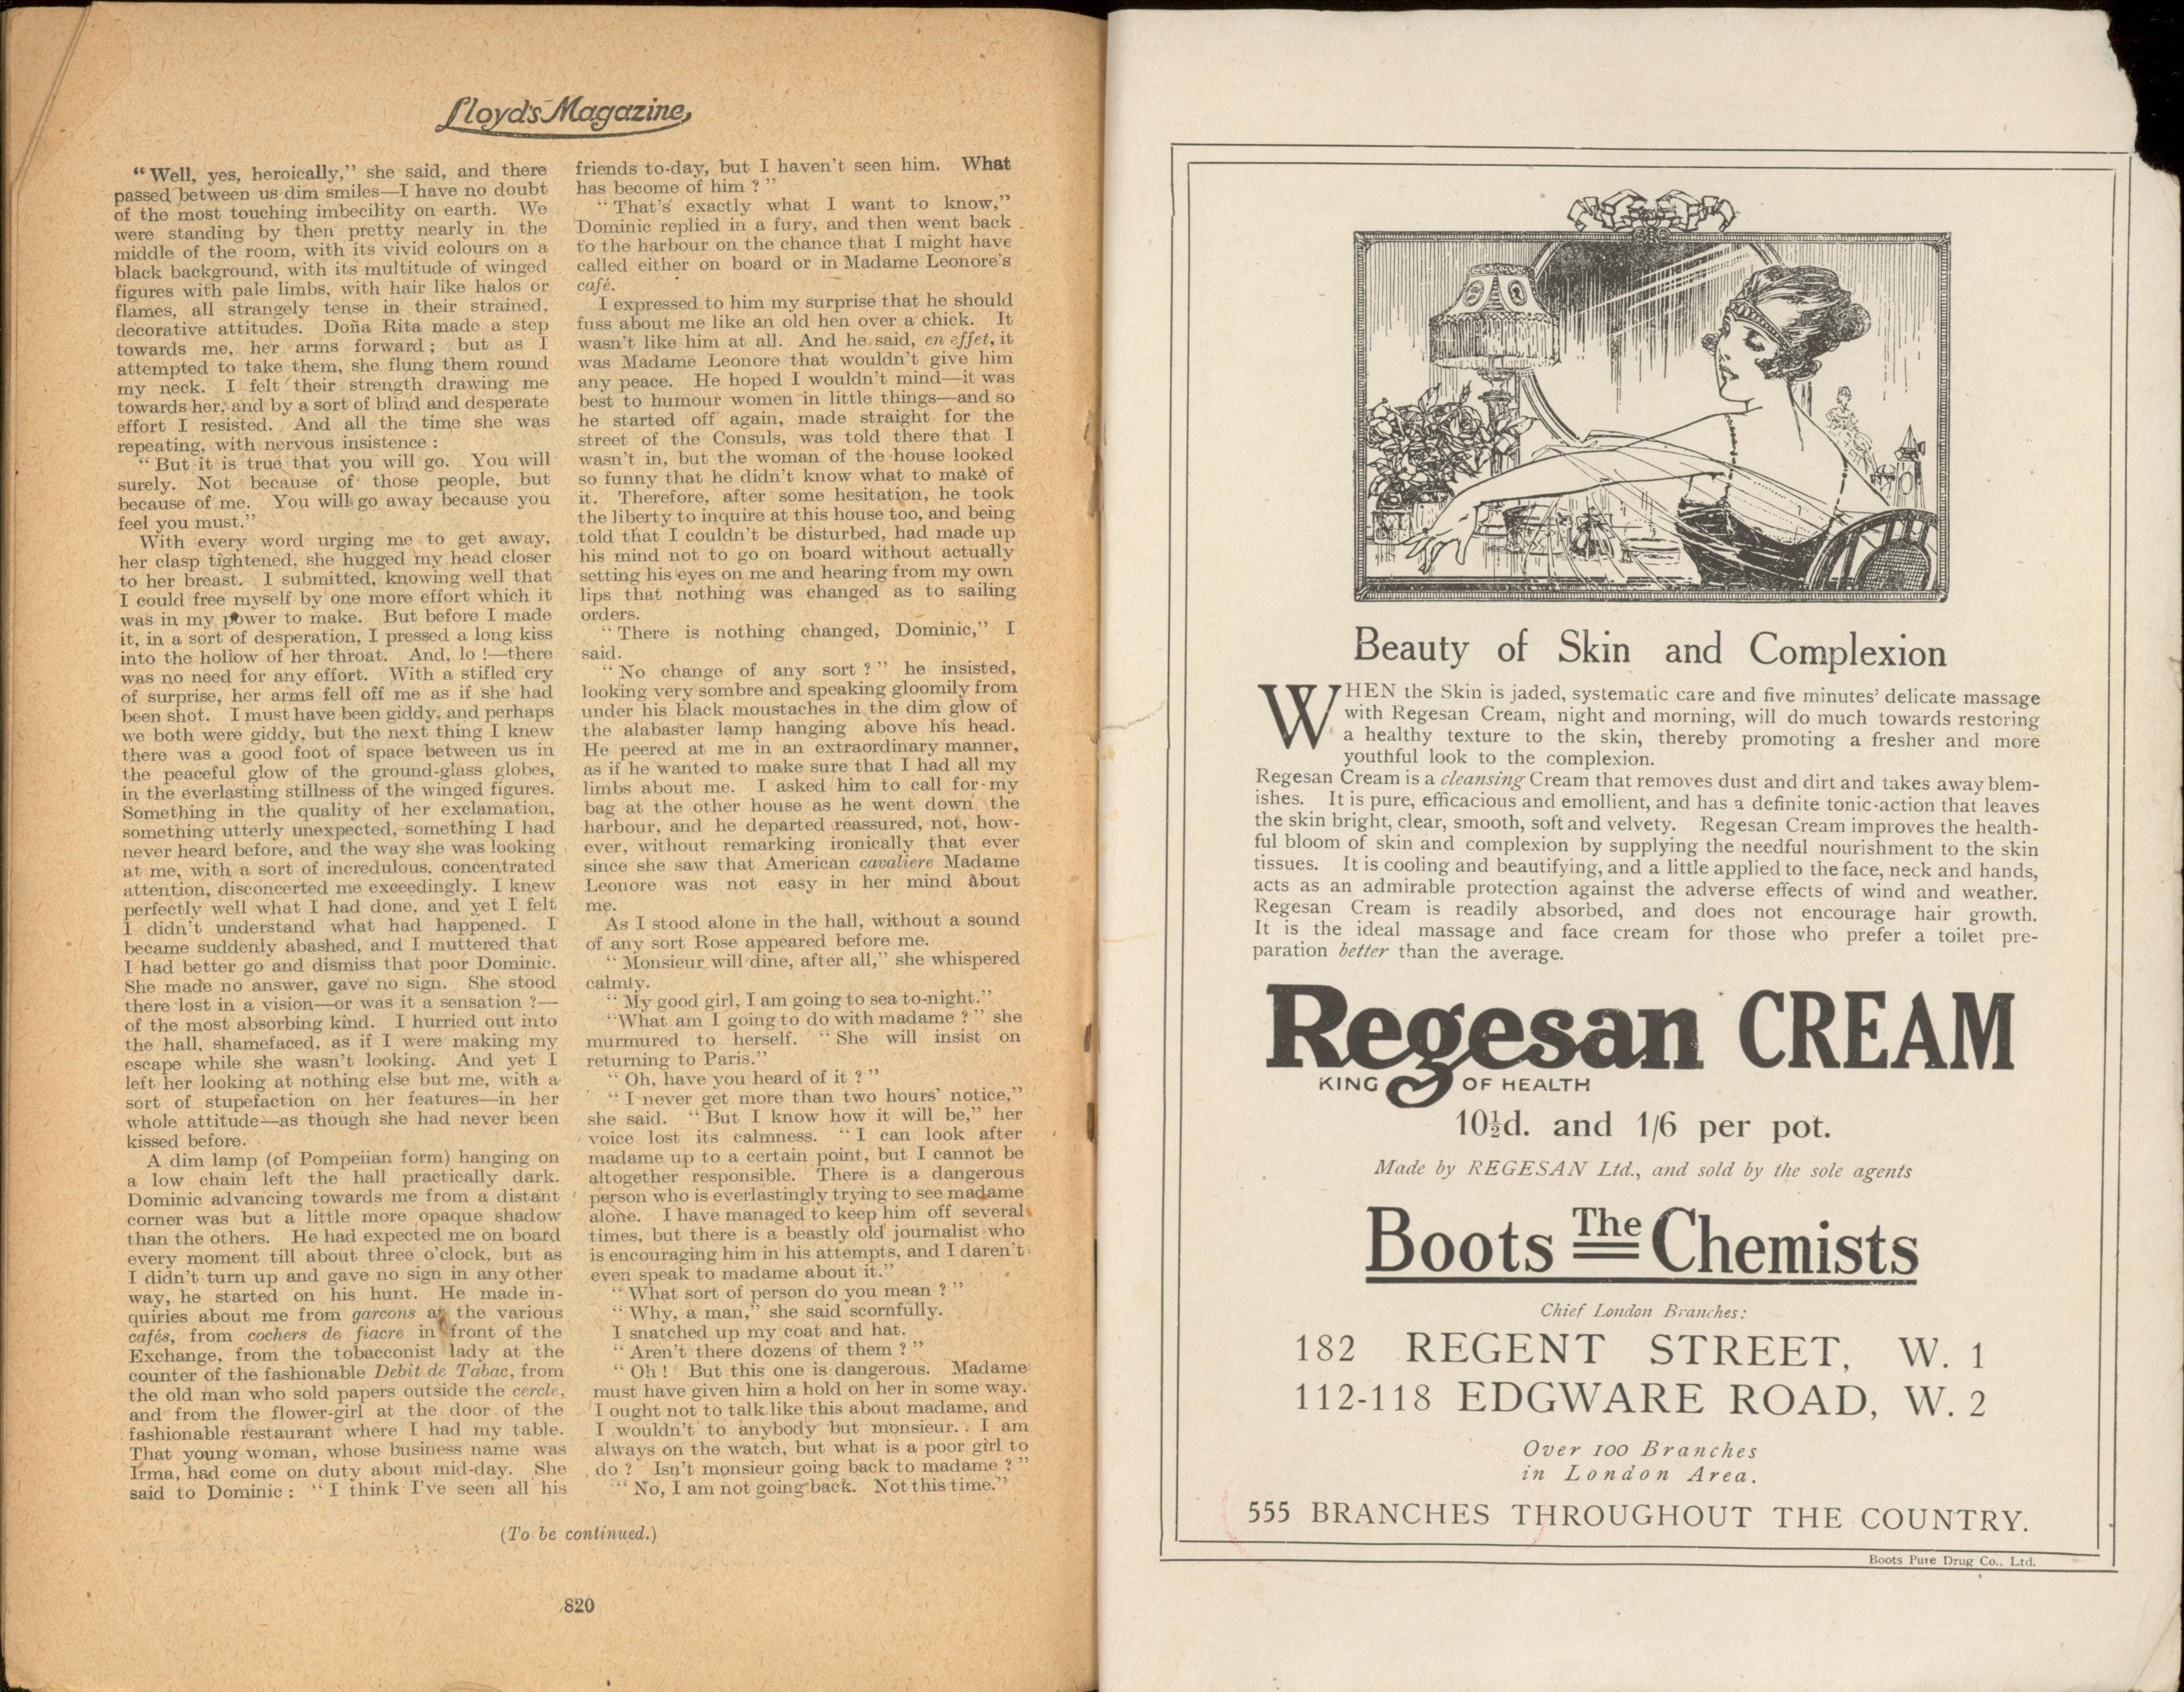 Lloyd's Magazine
“Well, yes, heroically,” she said, and there
passed between us dim smiles—I have no doubt
of the most touching imbecility on earth. We
were standing by then pretty nearly in the
middle of the room, with its vivid colours on a
black background, with its multitude of winged
figures with pale limbs, with hair like halos or
flames, all strangely tense in their strained,
decorative attitudes. Doña Rita made a step
towards me, her arms forward; but as I
attempted to take them, she flung them round
my neck. I felt their strength drawing me
towards her, and by a sort of blind and desperate
effort I resisted. And all the time she was
repeating, with nervous insistence:
“But it is true that you will go. You will
surely. Not because of those people, but
because of me. You will go away because you
feel you must.”
With every word urging me to get away,
her clasp tightened, she hugged my head closer
to her breast. I submitted, knowing well that
I could free myself by one more effort which it
was in my power to make. But before I made
it, in a sort of desperation, I pressed a long kiss
into the hollow of her throat. And, lo!—there
was no need for any effort. With a stifled cry
of surprise, her arms fell off me as if she had
been shot. I must have been giddy, and perhaps
we both were giddy, but the next thing I knew
there was a good foot of space between us in
the peaceful glow of the ground-glass globes,
in the everlasting stillness of the winged figures.
Something in the quality of her exclamation,
something utterly unexpected, something I had
never heard before, and the way she was looking
at me, with a sort of incredulous, concentrated
attention, disconcerted me exceedingly. I knew
perfectly well what I had done, and yet I felt
I didn't understand what had happened. I
became suddenly abashed, and I muttered that
I had better go and dismiss that poor Dominic.
She made no answer, gave no sign. She stood
there lost in a vision—or was it a sensation?—
of the most absorbing kind. I hurried out into
the hall, shamefaced, as if I were making my
escape while she wasn't looking. And yet I
left her looking at nothing else but me, with a
sort of stupefaction on her features—in her
whole attitude—as though she had never been
kissed before.
A dim lamp (of Pompeiian form) hanging on
a low chain left the hall practically dark.
Dominic advancing towards me from a distant
corner was but a little more opaque shadow
than the others. He had expected me on board
every moment till about three o'clock, but as
I didn't turn up and gave no sign in any other
way, he started on his hunt. He made in-
quiries about me from garcons at the various
cafés, from cochers de fiacre in front of the
Exchange, from the tobacconist lady at the
counter of the fashionable Debit de Tabac, from
the old man who sold papers outside the cercle,
and from the flower-girl at the door of the
fashionable restaurant where I had my table.
That young woman, whose business name was
Irma, had come on duty about mid-day. She
said to Dominic: “I think I've seen all his
friends to-day, but I haven't seen him. What
has become of him?”
“That's exactly what I want to know,”
Dominic replied in a fury, and then went back
to the harbour on the chance that I might have
called either on board or in Madame Leonore's
café.
I expressed to him my surprise that he should
fuss about me like an old hen over a chick. It
wasn't like him at all. And he said, en effet, it
was Madame Leonore that wouldn't give him
any peace. He hoped I wouldn't mind—it was
best to humour women in little things—and so
he started off again, made straight for the
street of the Consuls, was told there that I
wasn't in, but the woman of the house looked
so funny that he didn't know what to make of
it. Therefore, after some hesitation, he took
the liberty to inquire at this house too, and being
told that I couldn't be disturbed, had made up
his mind not to go on board without actually
setting his eyes on me and hearing from my own
lips that nothing was changed as to sailing
orders.
“There is nothing changed, Dominic,” I
said.
“No change of any sort?” he insisted,
looking very sombre and speaking gloomily from
under his black moustaches in the dim glow of
the alabaster lamp hanging above his head.
He peered at me in an extraordinary manner,
as if he wanted to make sure that I had all my
limbs about me. I asked him to call for my
bag at the other house as he went down the
harbour, and he departed reassured, not, how-
ever, without remarking ironically that ever
since she saw that American cavaliere Madame
Leonore was not easy in her mind about
me.
As I stood alone in the hall, without a sound
of any sort Rose appeared before me.
“Monsieur will dine, after all,” she whispered
calmly.
“My good girl, I am going to sea to-night.”
“What am I going to do with madame?” she
murmured to herself. “She will insist on
returning to Paris.”
“Oh, have you heard of it?”
“I never get more than two hours' notice,”
she said. “But I know how it will be,” her
voice lost its calmness. “I can look after
madame up to a certain point, but I cannot be
altogether responsible. There is a dangerous
person who is everlastingly trying to see madame
alone. I have managed to keep him off several
times, but there is a beastly old journalist who
is encouraging him in his attempts, and I daren't
even speak to madame about it.”
“What sort of person do you mean?”
“Why, a man,” she said scornfully.
I snatched up my coat and hat.
“Aren't there dozens of them?”
“Oh! But this one is dangerous. Madame
must have given him a hold on her in some way.
I ought not to talk like this about madame, and
I wouldn't to anybody but monsieur. I am
always on the watch, but what is a poor girl to
do? Isn't monsieur going back to madame?”
“No, I am not going back. Not this time.”
(To be continued.)
820
Beauty of Skin and Complexion
WHEN the Skin is jaded, systematic care and five minutes' delicate massage
with Regesan Cream, night and morning, will do much towards restoring
a healthy texture to the skin, thereby promoting a fresher and more
youthful look to the complexion.
Regesan Cream is a cleansing Cream that removes dust and dirt and takes away blem-
ishes. It is pure, efficacious and emollient, and has a definite tonic-action that leaves
the skin bright, clear, smooth, soft and velvety. Regesan Cream improves the health-
ful bloom of skin and complexion by supplying the needful nourishment to the skin
tissues. It is cooling and beautifying, and a little applied to the face, neck and hands,
acts as an admirable protection against the adverse effects of wind and weather.
Regesan Cream is readily absorbed, and does not encourage hair growth.
It is the ideal massage and face cream for those who prefer a toilet pre-
paration better than the average.
Regesan CREAM
KING OF HEALTH
10½d. and 1/6 per pot.
Made by REGESAN Ltd., and sold by the sole agents
Boots The Chemists
Chief London Branches:
182 REGENT STREET, W. 1
112-118 EDGWARE ROAD, W. 2
Over 100 Branches
in London Area.
555 BRANCHES THROUGHOUT THE COUNTRY.
Boots Pure Drug Co., Ltd.